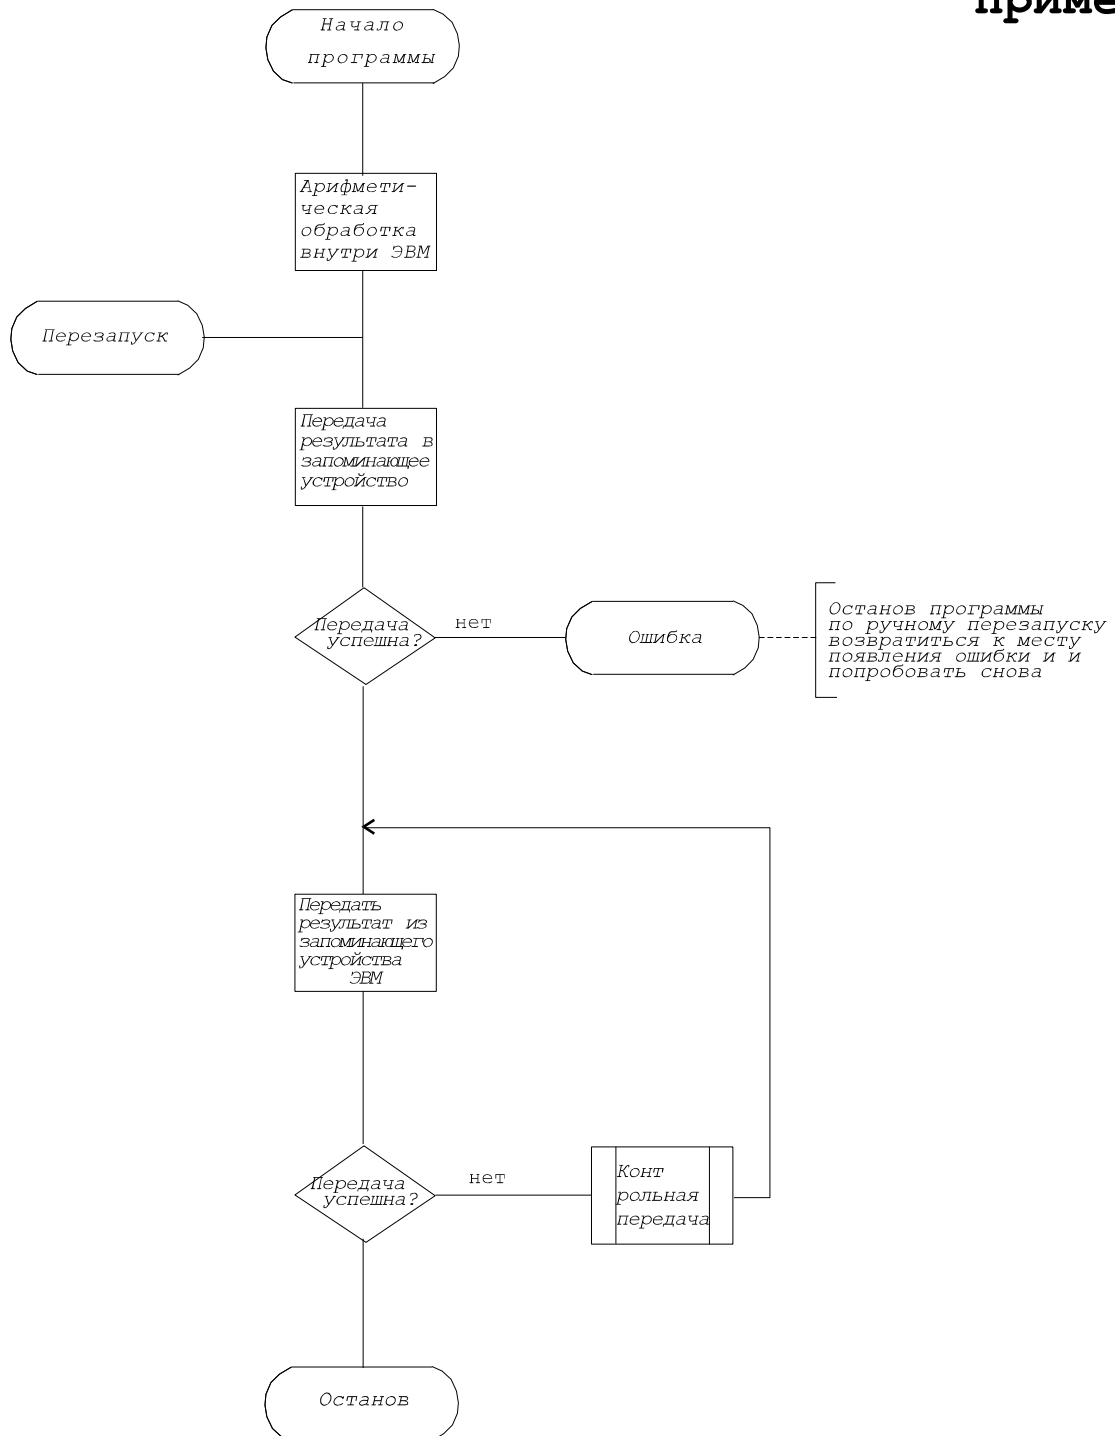 приме
Начало
программы
Арифмети-
ческая
обработка
внутри ЭВМ
Перезапуск
Передача
результата в
запоминающее
устройство
Передача
успешна?
нет
Ошибка
Останов программы
по ручному перезапуску
возвратиться к месту
появления ошибки и и
попробовать снова
Передать
результат из
запоминающего
устройства
ЭВМ
Передача
успешна?
нет
Конт
рольная
передача
Останов